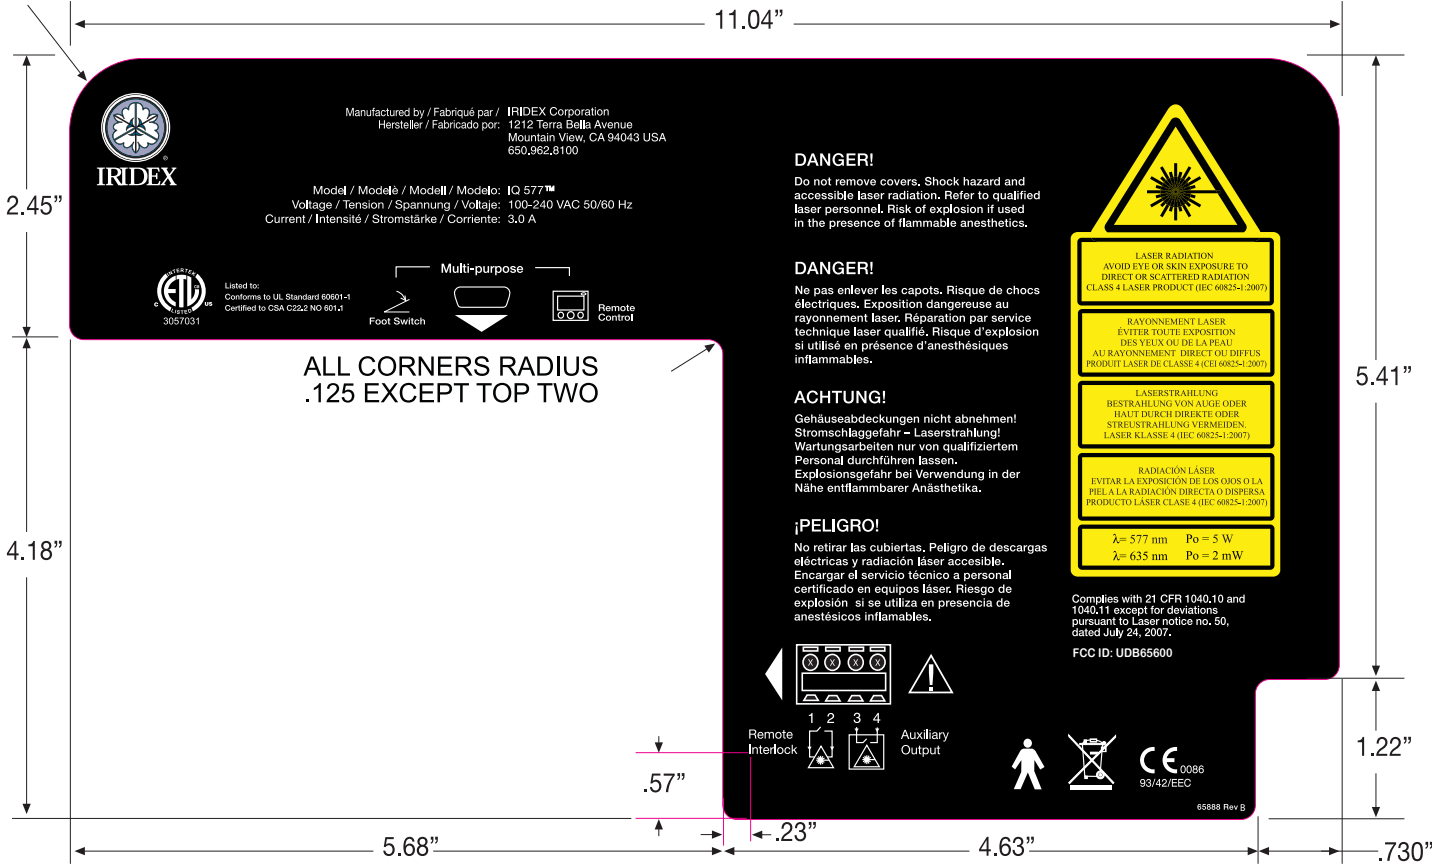 11.04”
IRIDEX
®
Manufactured by / Fabriqué par / IRIDEX Corporation
Hersteller / Fabricado por: 1212 Terra Bella Avenue
Mountain View, CA 94043 USA
650.962.8100
Model / Modelè / Modell / Modelo: IQ 577™
Voltage / Tension / Spannung / Voltaje: 100-240 VAC 50/60 Hz
Current / Intensité / Stromstärke / Corriente: 3.0 A
2.45”
INTERTEK
ETL
C US
LISTED
3057031
Listed to:
Conforms to UL Standard 60601-1
Certified to CSA C22.2 NO 601.1
Multi-purpose
Foot Switch
Remote
Control
ALL CORNERS RADIUS
.125 EXCEPT TOP TWO
4.18”
DANGER!
Do not remove covers. Shock hazard and
accessible laser radiation. Refer to qualified
laser personnel. Risk of explosion if used
in the presence of flammable anesthetics.
DANGER!
Ne pas enlever les capots. Risque de chocs
électriques. Exposition dangereuse au
rayonnement laser. Réparation par service
technique laser qualifié. Risque d’explosion
si utilisé en présence d’anesthésiques
inflammables.
ACHTUNG!
Gehäuseabdeckungen nicht abnehmen!
Stromschlaggefahr – Laserstrahlung!
Wartungsarbeiten nur von qualifiziertem
Personal durchführen lassen.
Explosionsgefahr bei Verwendung in der
Nähe entflammbarer Anästhetika.
¡PELIGRO!
No retirar las cubiertas. Peligro de descargas
eléctricas y radiación láser accesible.
Encargar el servicio técnico a personal
certificado en equipos láser. Riesgo de
explosión si se utiliza en presencia de
anestésicos inflamables.
X X X X
1 2 3 4
Remote
Interlock
Auxiliary
Output
LASER RADIATION
AVOID EYE OR SKIN EXPOSURE TO
DIRECT OR SCATTERED RADIATION
CLASS 4 LASER PRODUCT (IEC 60825-1:2007)
RAYONNEMENT LASER
ÉVITER TOUTE EXPOSITION
DES YEUX OU DE LA PEAU
AU RAYONNEMENT DIRECT OU DIFFUS
PRODUIT LASER DE CLASSE 4 (CEI 60825-1:2007)
LASERSTRAHLUNG
BESTRAHLUNG VON AUGE ODER
HAUT DURCH DIREKTE ODER
STREUSTRAHLUNG VERMEIDEN.
LASER KLASSE 4 (IEC 60825-1:2007)
RADIACIÓN LÁSER
EVITAR LA EXPOSICIÓN DE LOS OJOS O LA
PIEL A LA RADIACIÓN DIRECTA O DISPERSA
PRODUCTO LÁSER CLASE 4 (IEC 60825-1:2007)
λ= 577 nm Po = 5 W
λ= 635 nm Po = 2 mW
Complies with 21 CFR 1040.10 and
1040.11 except for deviations
pursuant to Laser notice no. 50,
dated July 24, 2007.
FCC ID: UDB65600
5.41”
1.22”
CE 0086
93/42/EEC
65888 Rev B
.57”
.23”
5.68”
4.63”
.730”